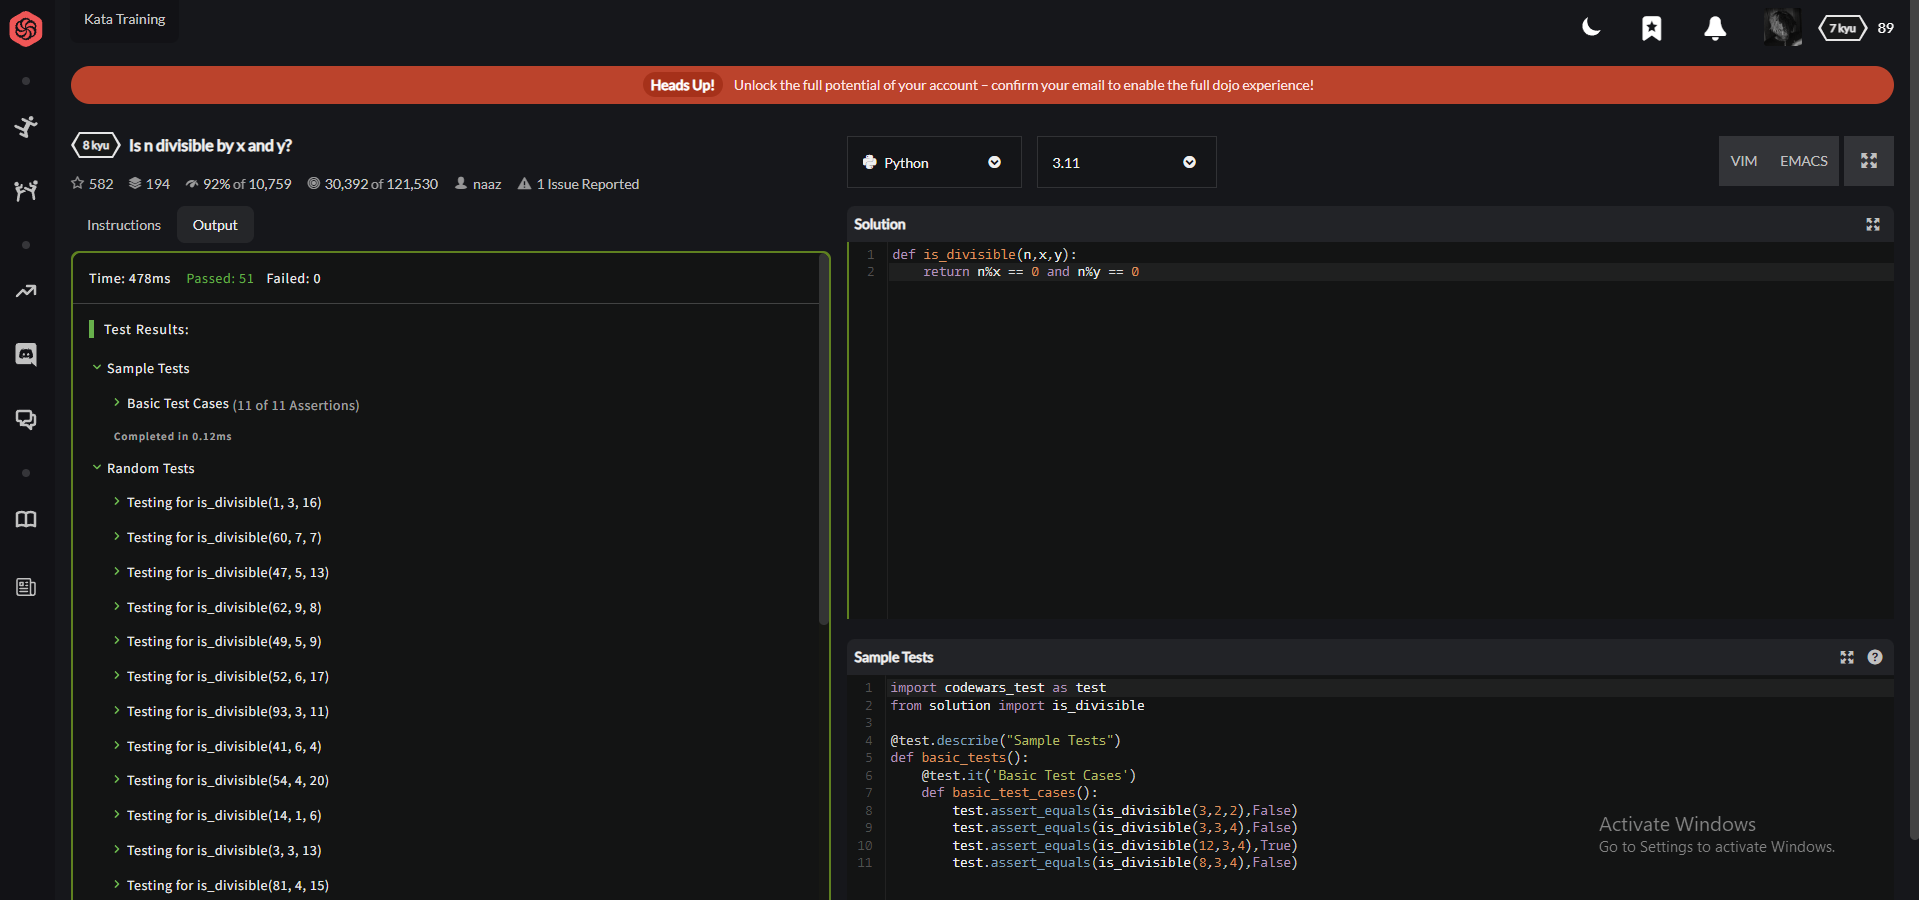 Kata Training
7 kyu 89
Heads Up! Unlock the full potential of your account – confirm your email to enable the full dojo experience!
8 kyu Is n divisible by x and y?
582 194 92% of 10,759 30,392 of 121,530 naaz 1 Issue Reported
Instructions Output
Time: 478ms Passed: 51 Failed: 0
Test Results:
Sample Tests
Basic Test Cases (11 of 11 Assertions)
Completed in 0.12ms
Random Tests
Testing for is_divisible(1, 3, 16)
Testing for is_divisible(60, 7, 7)
Testing for is_divisible(47, 5, 13)
Testing for is_divisible(62, 9, 8)
Testing for is_divisible(49, 5, 9)
Testing for is_divisible(52, 6, 17)
Testing for is_divisible(93, 3, 11)
Testing for is_divisible(41, 6, 4)
Testing for is_divisible(54, 4, 20)
Testing for is_divisible(14, 1, 6)
Testing for is_divisible(3, 3, 13)
Testing for is_divisible(81, 4, 15)
Python 3.11 VIM EMACS
Solution
1 def is_divisible(n,x,y):
2     return n%x == 0 and n%y == 0
Sample Tests
1 import codewars_test as test
2 from solution import is_divisible
3
4 @test.describe("Sample Tests")
5 def basic_tests():
6     @test.it('Basic Test Cases')
7     def basic_test_cases():
8         test.assert_equals(is_divisible(3,2,2),False)
9         test.assert_equals(is_divisible(3,3,4),False)
10         test.assert_equals(is_divisible(12,3,4),True)
11         test.assert_equals(is_divisible(8,3,4),False)
Activate Windows
Go to Settings to activate Windows.